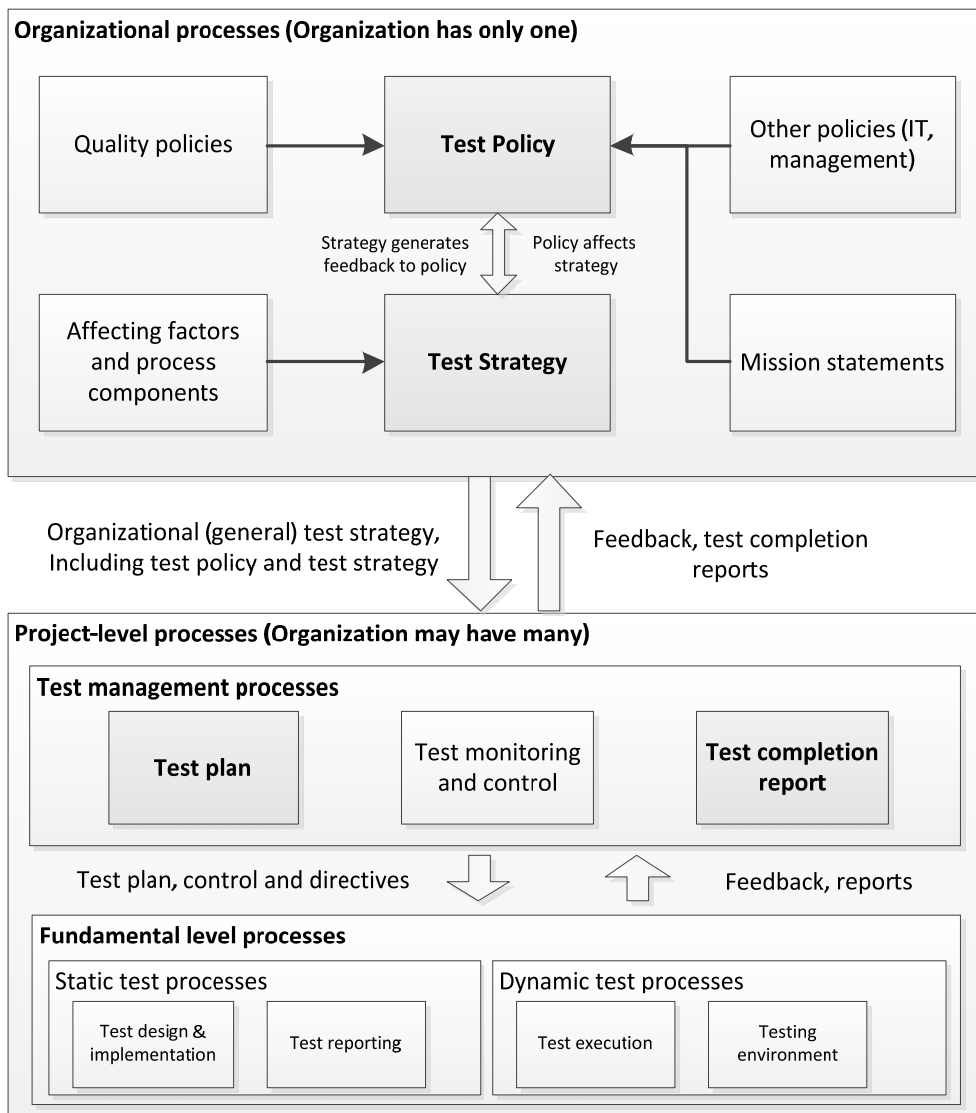 Organizational processes (Organization has only one)
Quality policies
Test Policy
Other policies (IT,
management)
Strategy generates
feedback to policy
Policy affects
strategy
Affecting factors
and process
components
Test Strategy
Mission statements
Organizational (general) test strategy,
Including test policy and test strategy
Feedback, test completion
reports
Project-level processes (Organization may have many)
Test management processes
Test plan
Test monitoring
and control
Test completion
report
Test plan, control and directives
Feedback, reports
Fundamental level processes
Static test processes
Test design &
implementation
Test reporting
Dynamic test processes
Test execution
Testing
environment